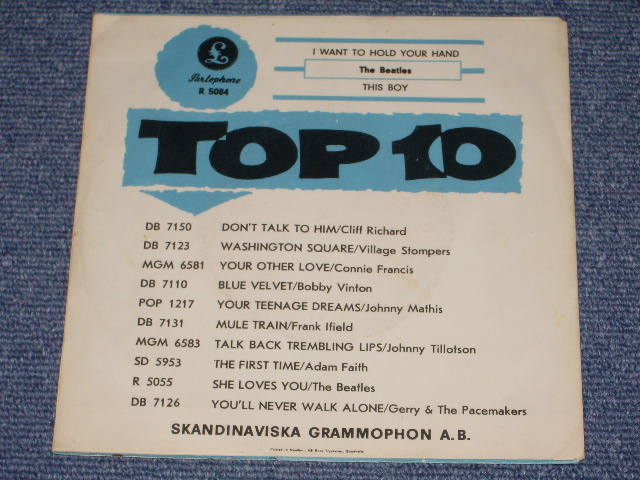 Parlophone
R 5084
I WANT TO HOLD YOUR HAND
The Beatles
THIS BOY
TOP 10
DB 7150 DON'T TALK TO HIM/Cliff Richard
DB 7123 WASHINGTON SQUARE/Village Stompers
MGM 6581 YOUR OTHER LOVE/Connie Francis
DB 7110 BLUE VELVET/Bobby Vinton
POP 1217 YOUR TEENAGE DREAMS/Johnny Mathis
DB 7131 MULE TRAIN/Frank Ifield
MGM 6583 TALK BACK TREMBLING LIPS/Johnny Tillotson
SD 5953 THE FIRST TIME/Adam Faith
R 5055 SHE LOVES YOU/The Beatles
DB 7126 YOU'LL NEVER WALK ALONE/Gerry & The Pacemakers
SKANDINAVISKA GRAMMOPHON A.B.
Printed in Sweden